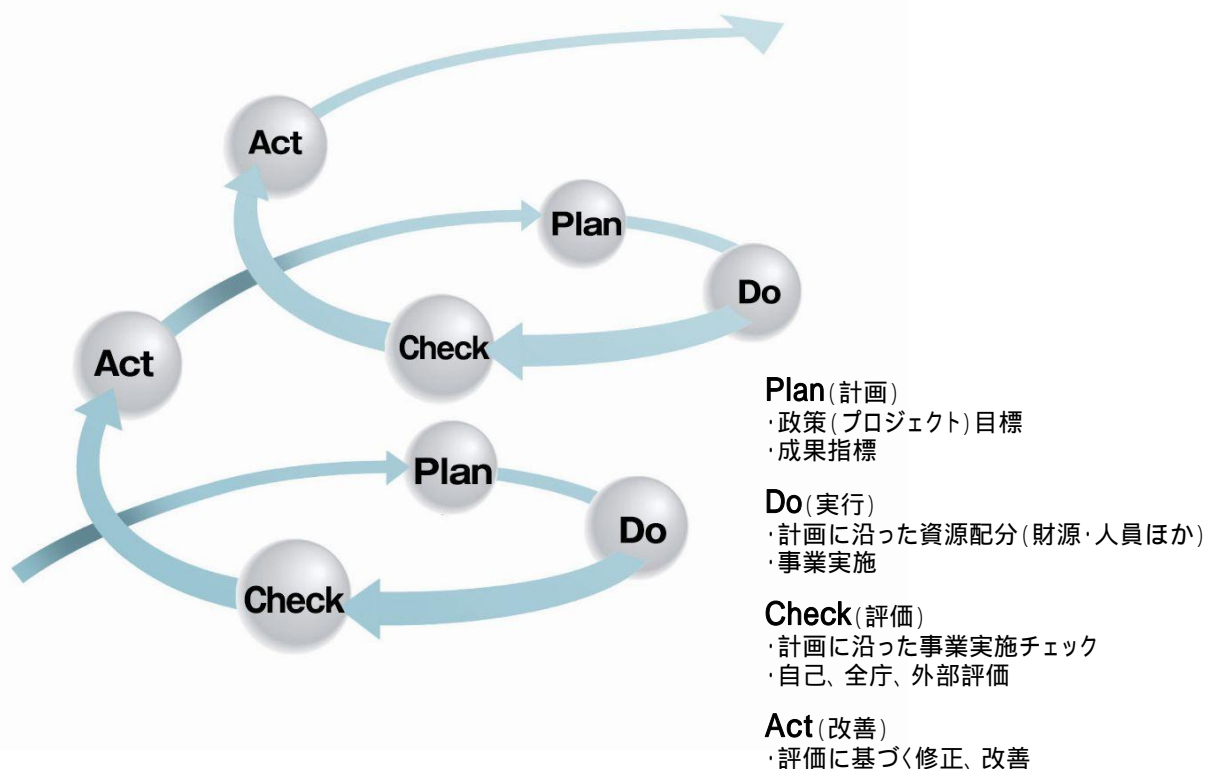 Act
Plan
Do
Check
Act
Plan
Do
Check
Plan(計画)
・政策(プロジェクト)目標
・成果指標
Do(実行)
・計画に沿った資源配分(財源・人員ほか)
・事業実施
Check(評価)
・計画に沿った事業実施チェック
・自己、全庁、外部評価
Act(改善)
・評価に基づく修正、改善